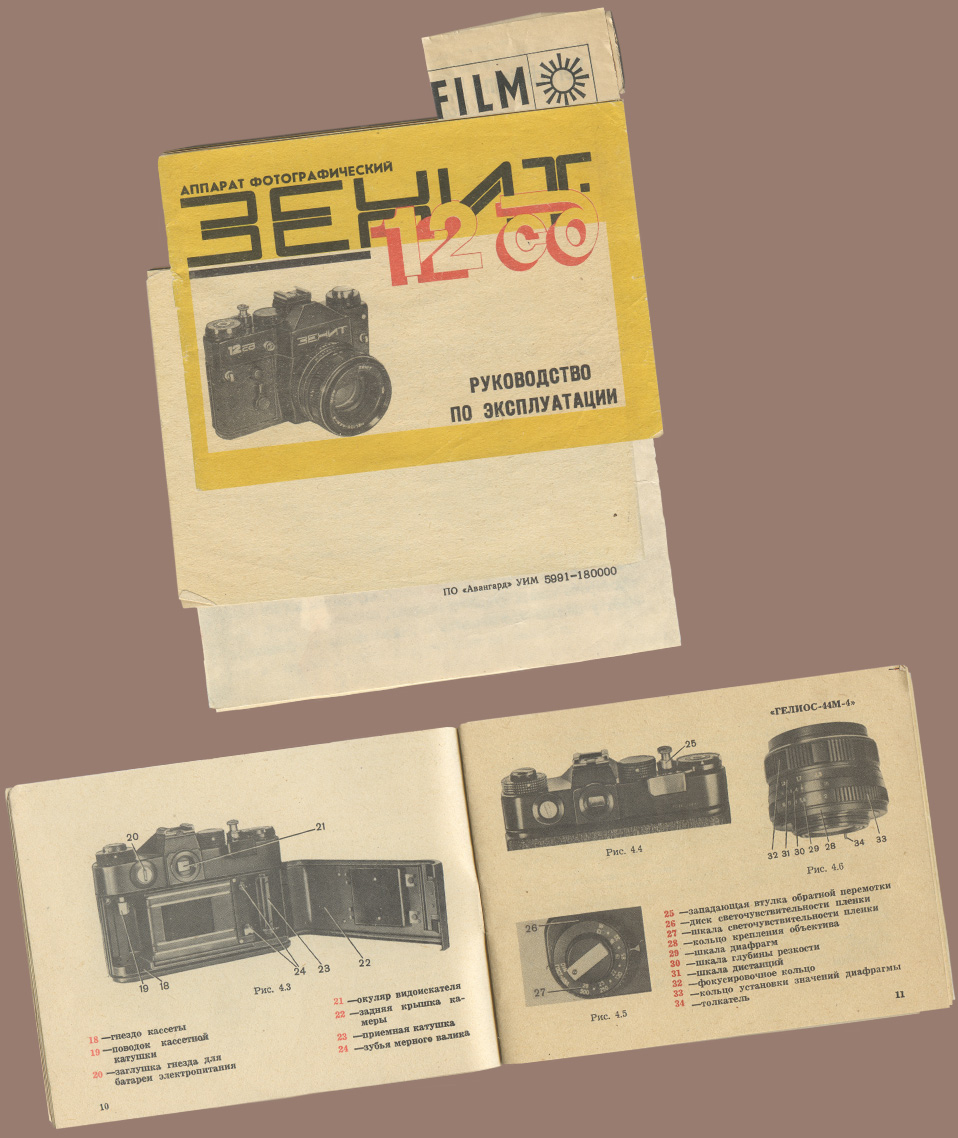 FILM
АППАРАТ ФОТОГРАФИЧЕСКИЙ
ЗЕНИТ
12 сд
12сд
ЗЕНИТ
РУКОВОДСТВО
ПО ЭКСПЛУАТАЦИИ
ПО «Авангард» УИМ 5991-180000
20
21
19
18
24
23
22
Рис. 4.3
18 —гнездо кассеты
19 —поводок кассетной
катушки
20 —заглушка гнезда для
батареи электропитания
21 —окуляр видоискателя
22 —задняя крышка ка-
меры
23 —приемная катушка
24 —зубья мерного валика
10
«ГЕЛИОС-44М-4»
25
Рис. 4.4
32 31 30 29 28 34 33
Рис. 4.6
26
27
Рис. 4.5
25 —западающая втулка обратной перемотки
26 —диск светочувствительности пленки
27 —шкала светочувствительности пленки
28 —кольцо крепления объектива
29 —шкала диафрагм
30 —шкала глубины резкости
31 —шкала дистанций
32 —фокусировочное кольцо
33 —кольцо установки значений диафрагмы
34 —толкатель
11